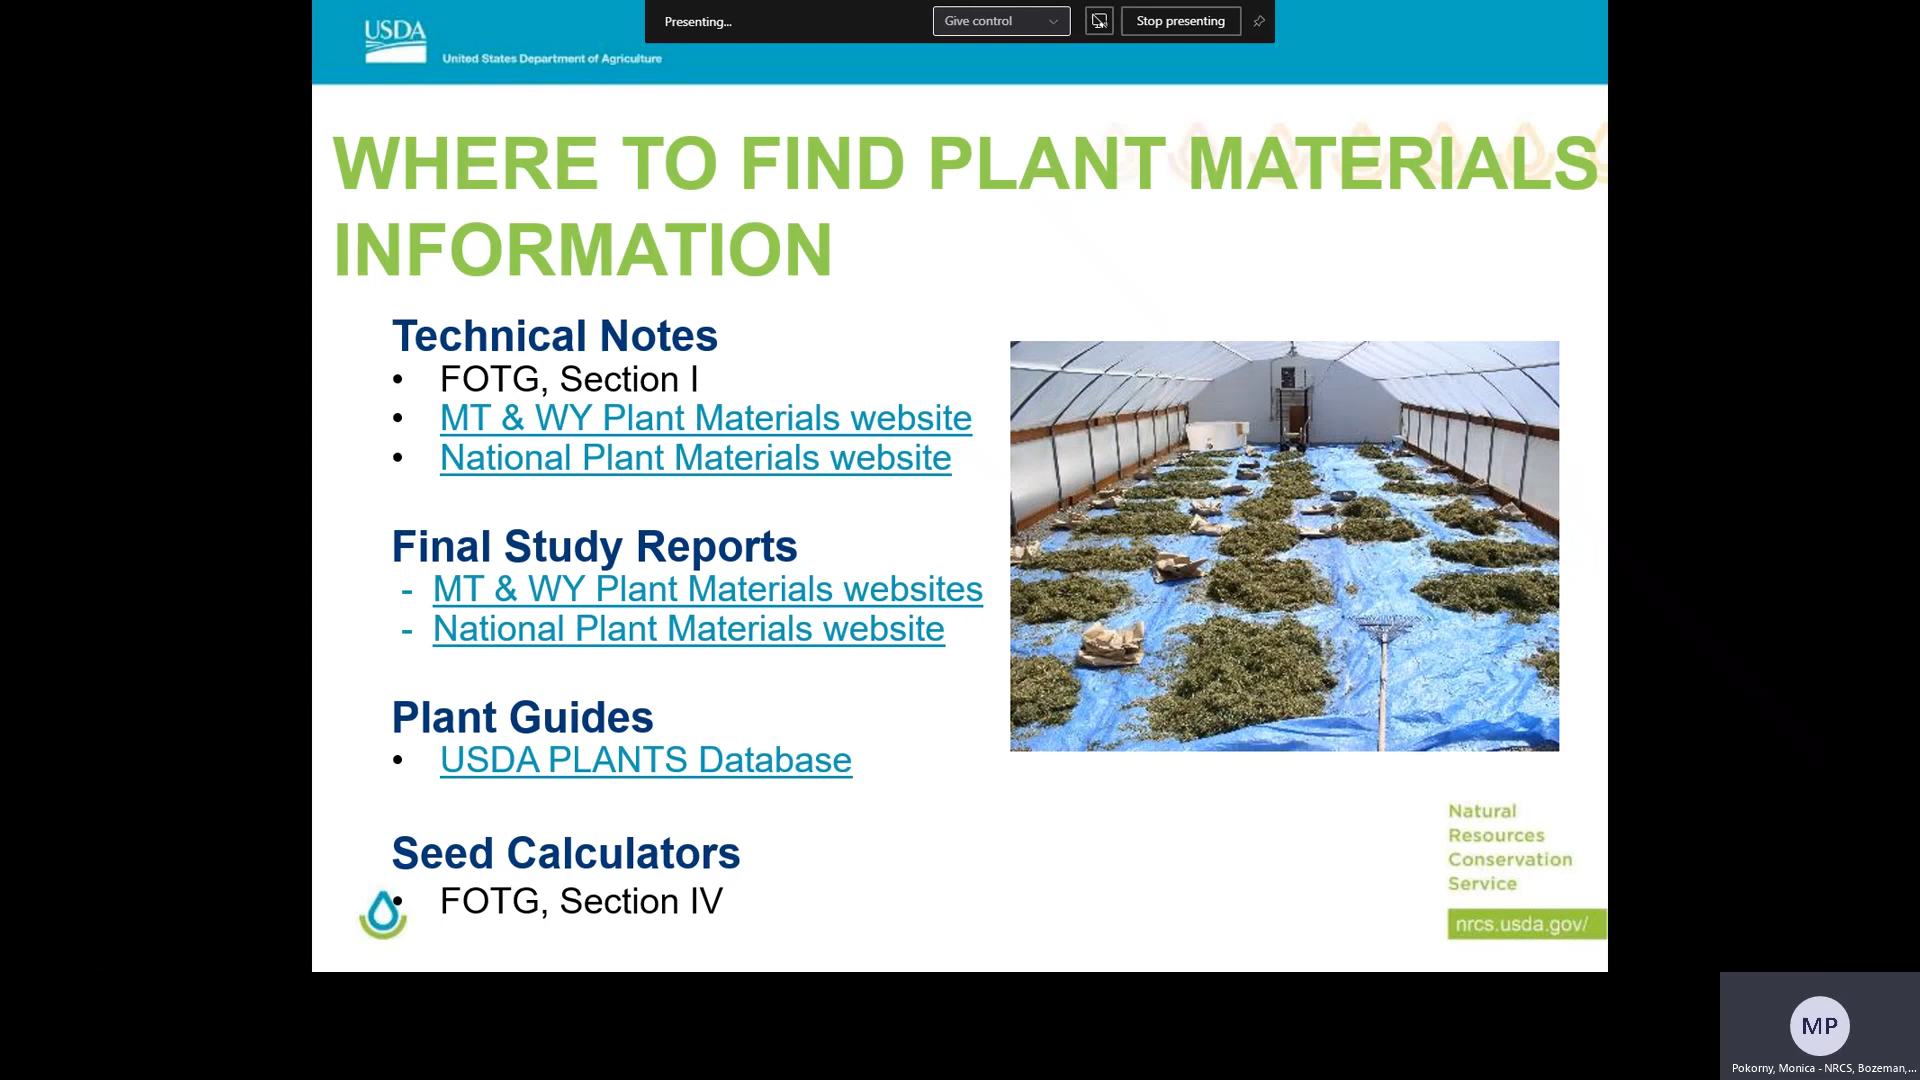 Presenting...
Give control
Stop presenting
USDA
United States Department of Agriculture
WHERE TO FIND PLANT MATERIALS
INFORMATION
Technical Notes
• FOTG, Section I
• MT & WY Plant Materials website
• National Plant Materials website
Final Study Reports
- MT & WY Plant Materials websites
- National Plant Materials website
Plant Guides
• USDA PLANTS Database
Seed Calculators
• FOTG, Section IV
Natural
Resources
Conservation
Service
nrcs.usda.gov/
MP
Pokorny, Monica - NRCS, Bozeman,...